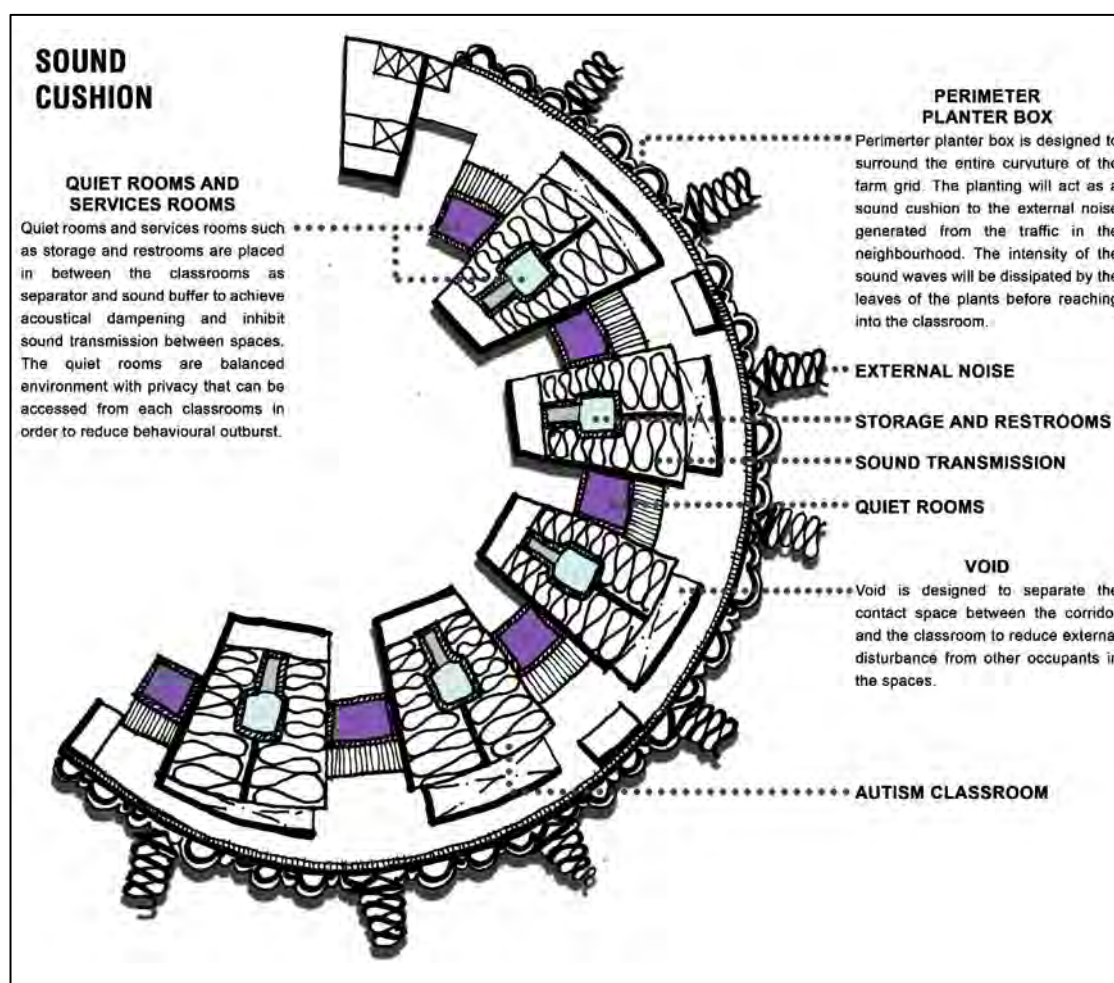 SOUND
CUSHION
QUIET ROOMS AND
SERVICES ROOMS
Quiet rooms and services rooms such
as storage and restrooms are placed
in between the classrooms as
separator and sound buffer to achieve
acoustical dampening and inhibit
sound transmission between spaces.
The quiet rooms are balanced
environment with privacy that can be
accessed from each classrooms in
order to reduce behavioural outburst.
PERIMETER
PLANTER BOX
Perimerter planter box is designed to
surround the entire curvuture of the
farm grid. The planting will act as a
sound cushion to the external noise
generated from the traffic in the
neighbourhood. The intensity of the
sound waves will be dissipated by the
leaves of the plants before reaching
into the classroom.
EXTERNAL NOISE
STORAGE AND RESTROOMS
SOUND TRANSMISSION
QUIET ROOMS
VOID
Void is designed to separate the
contact space between the corrido
and the classroom to reduce externa
disturbance from other occupants in
the spaces.
AUTISM CLASSROOM